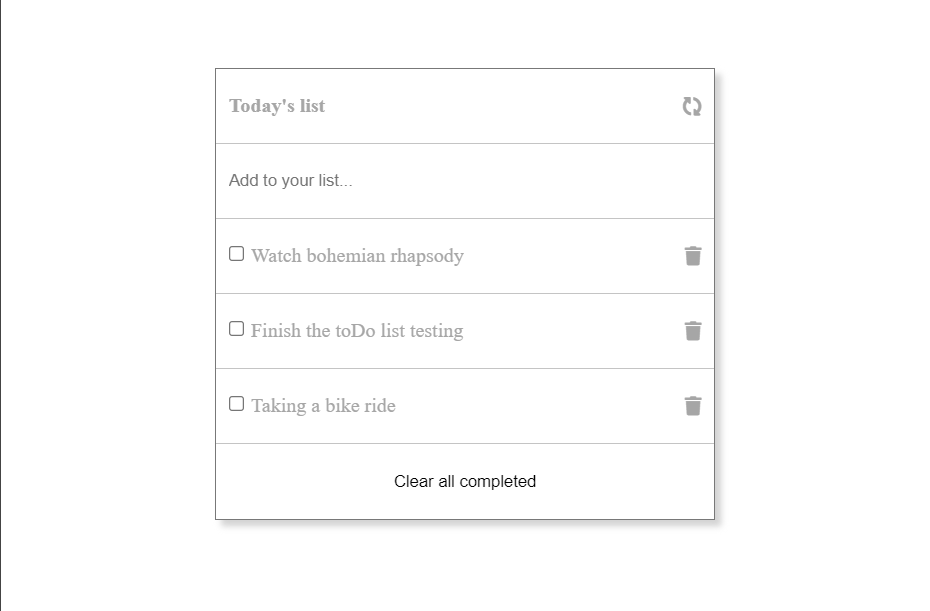 Today's list
Add to your list...
Watch bohemian rhapsody
Finish the toDo list testing
Taking a bike ride
Clear all completed